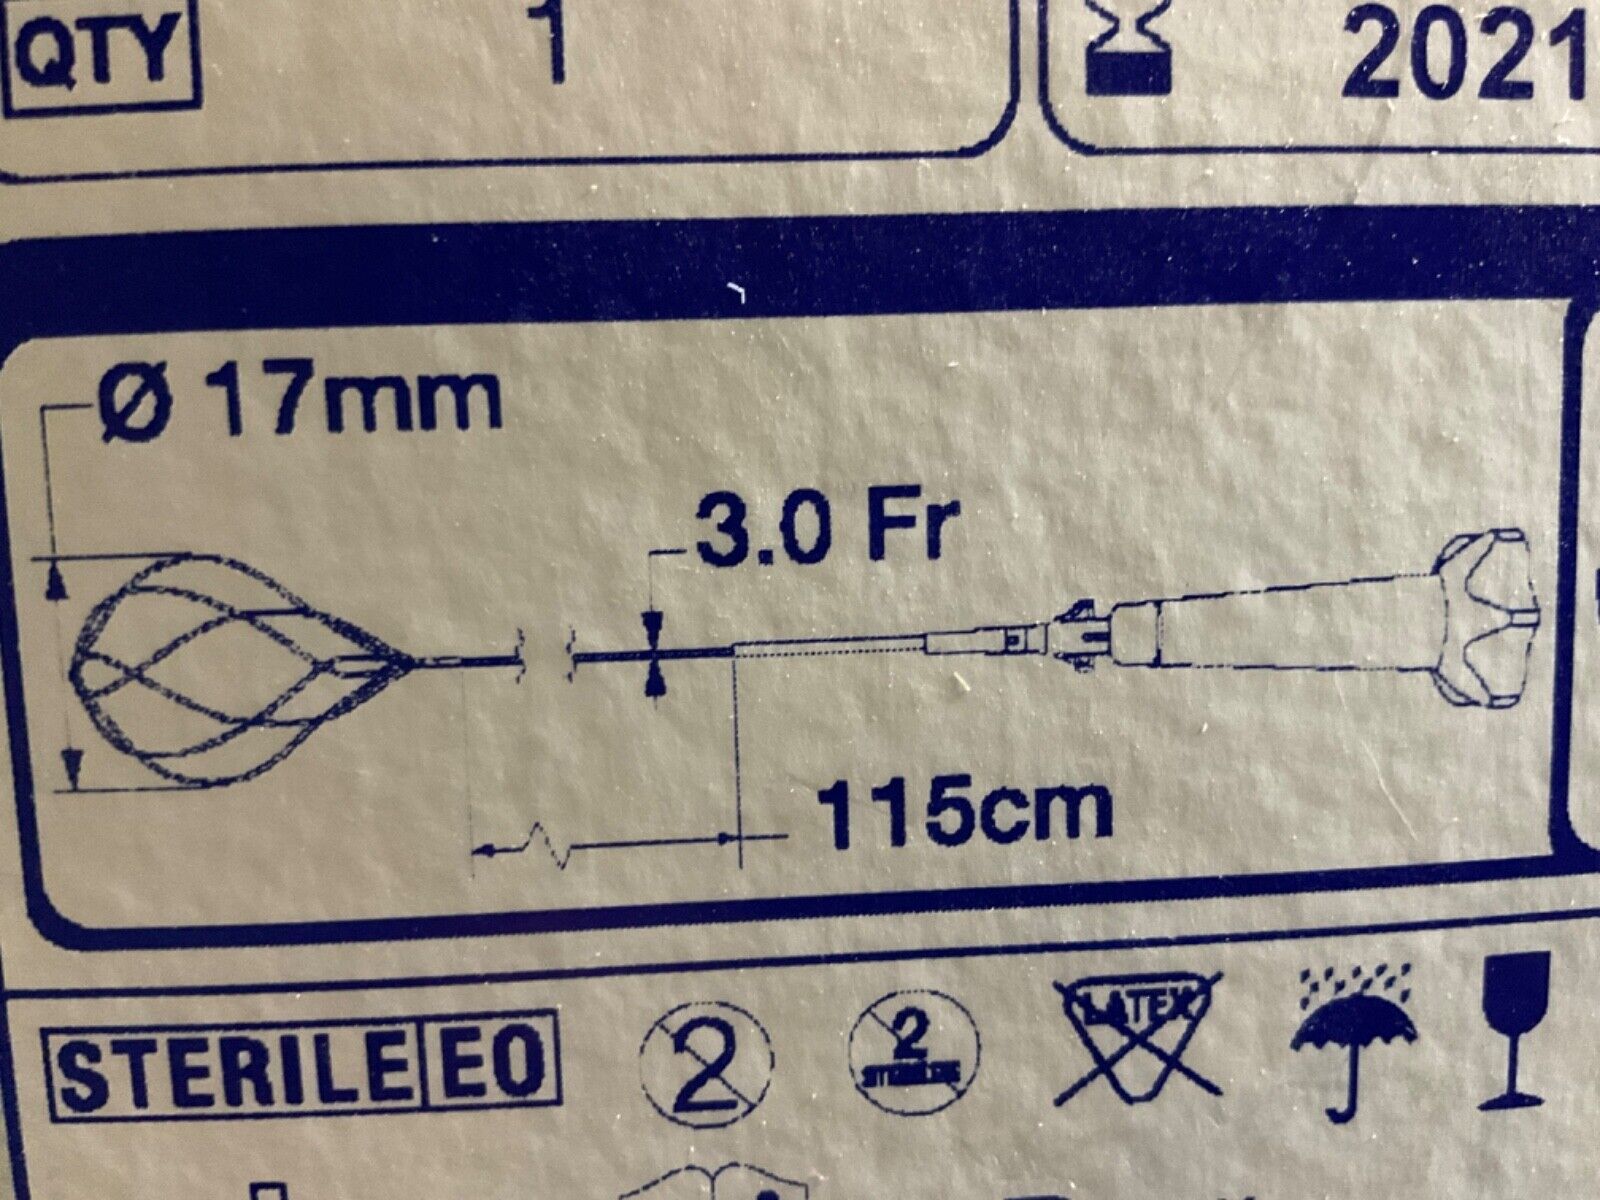 QTY 1 2021
Ø 17mm
3.0 Fr
115cm
STERILE EO 2 2 LATEX